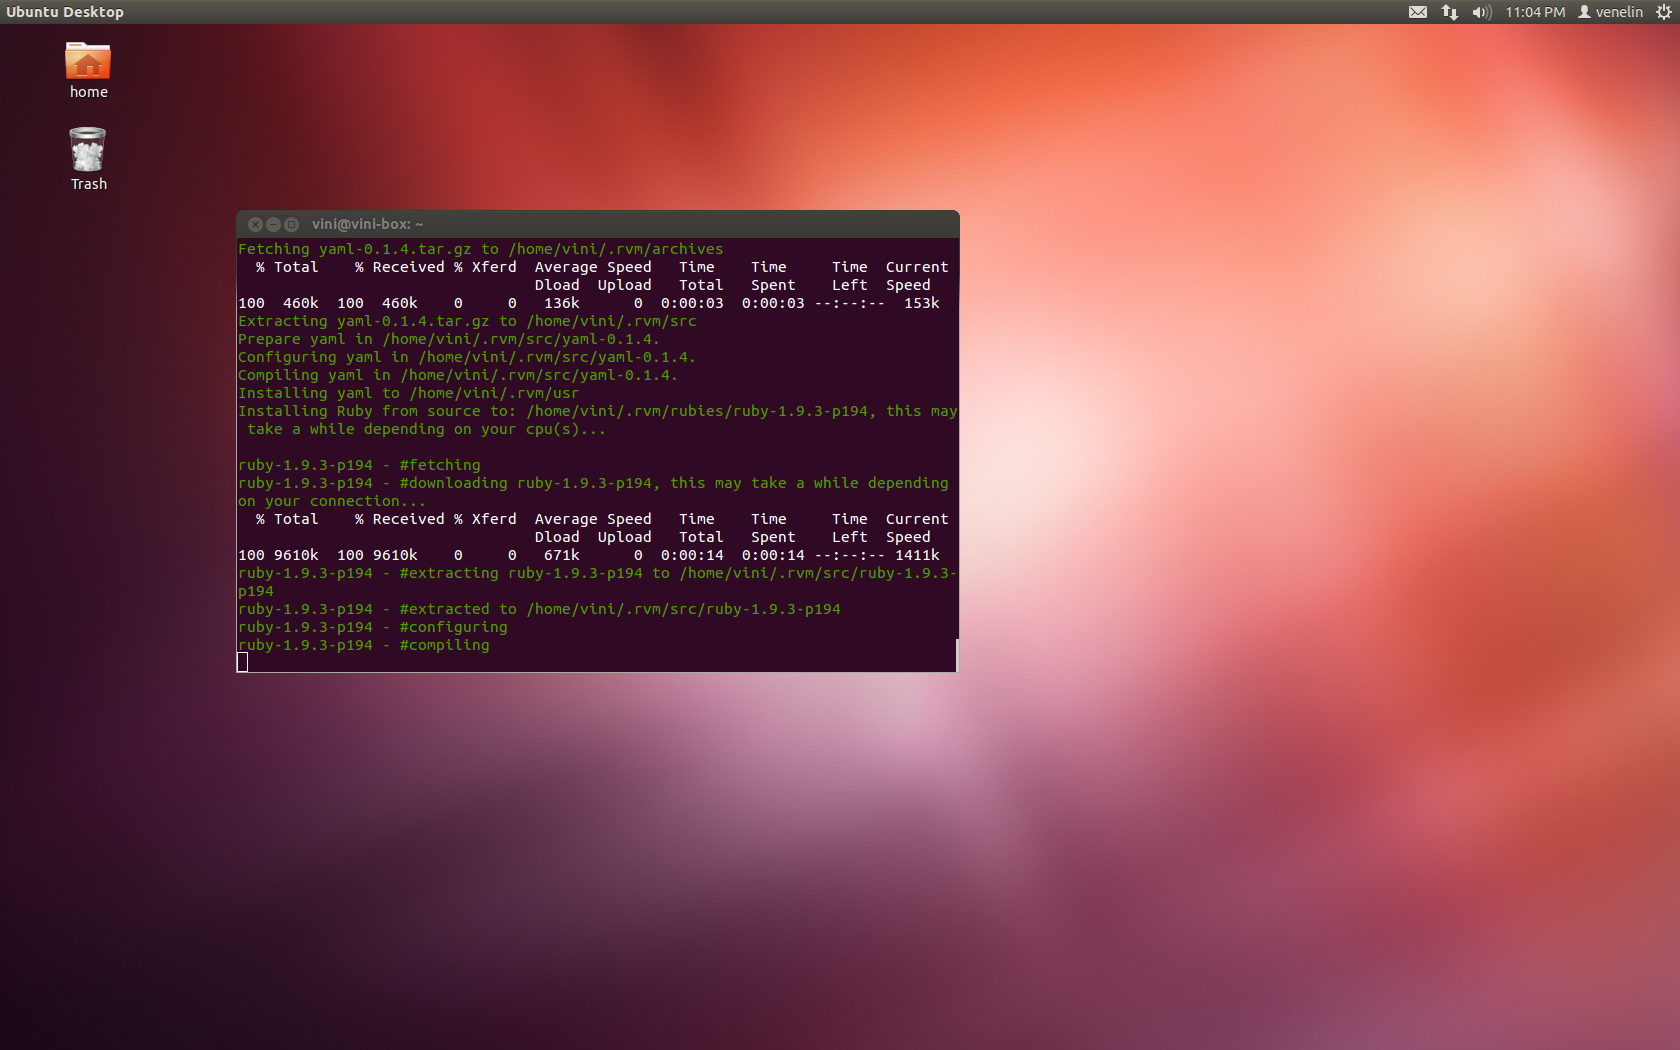 Ubuntu Desktop
11:04 PM venelin
home
Trash
vini@vini-box: ~
Fetching yaml-0.1.4.tar.gz to /home/vini/.rvm/archives
  % Total    % Received % Xferd  Average Speed   Time    Time     Time  Current
                                 Dload  Upload   Total   Spent    Left  Speed
100  460k  100  460k    0     0   136k      0  0:00:03  0:00:03 --:--:--  153k
Extracting yaml-0.1.4.tar.gz to /home/vini/.rvm/src
Prepare yaml in /home/vini/.rvm/src/yaml-0.1.4.
Configuring yaml in /home/vini/.rvm/src/yaml-0.1.4.
Compiling yaml in /home/vini/.rvm/src/yaml-0.1.4.
Installing yaml to /home/vini/.rvm/usr
Installing Ruby from source to: /home/vini/.rvm/rubies/ruby-1.9.3-p194, this may
 take a while depending on your cpu(s)...
ruby-1.9.3-p194 - #fetching
ruby-1.9.3-p194 - #downloading ruby-1.9.3-p194, this may take a while depending
on your connection...
  % Total    % Received % Xferd  Average Speed   Time    Time     Time  Current
                                 Dload  Upload   Total   Spent    Left  Speed
100 9610k  100 9610k    0     0   671k      0  0:00:14  0:00:14 --:--:-- 1411k
ruby-1.9.3-p194 - #extracting ruby-1.9.3-p194 to /home/vini/.rvm/src/ruby-1.9.3-
p194
ruby-1.9.3-p194 - #extracted to /home/vini/.rvm/src/ruby-1.9.3-p194
ruby-1.9.3-p194 - #configuring
ruby-1.9.3-p194 - #compiling